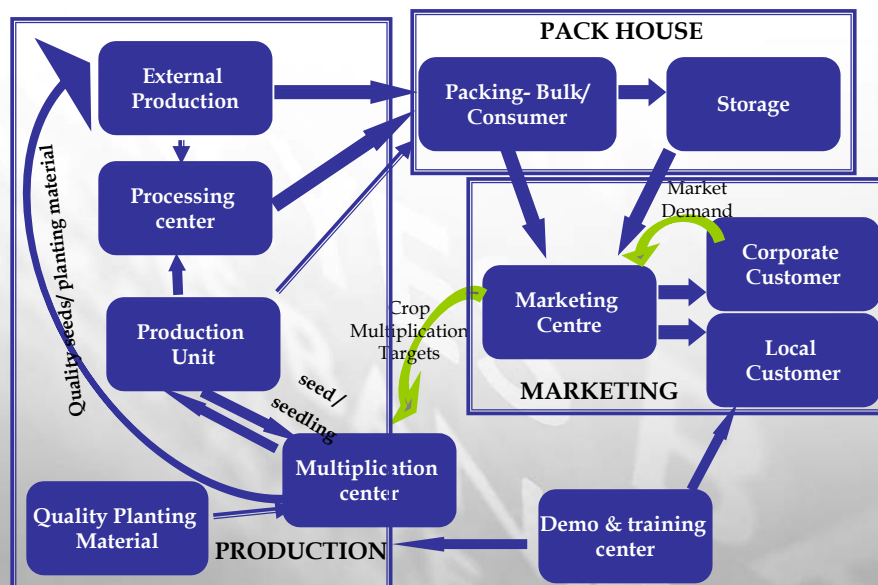 PACK HOUSE
External
Production
Packing- Bulk/
Consumer
Storage
Quality seeds/ planting material
Processing
center
Market
Demand
Corporate
Customer
Marketing
Centre
Crop
Multiplication
Targets
Production
Unit
Local
Customer
MARKETING
seed/
seedling
Multiplication
center
Quality Planting
Material
Demo & training
center
PRODUCTION